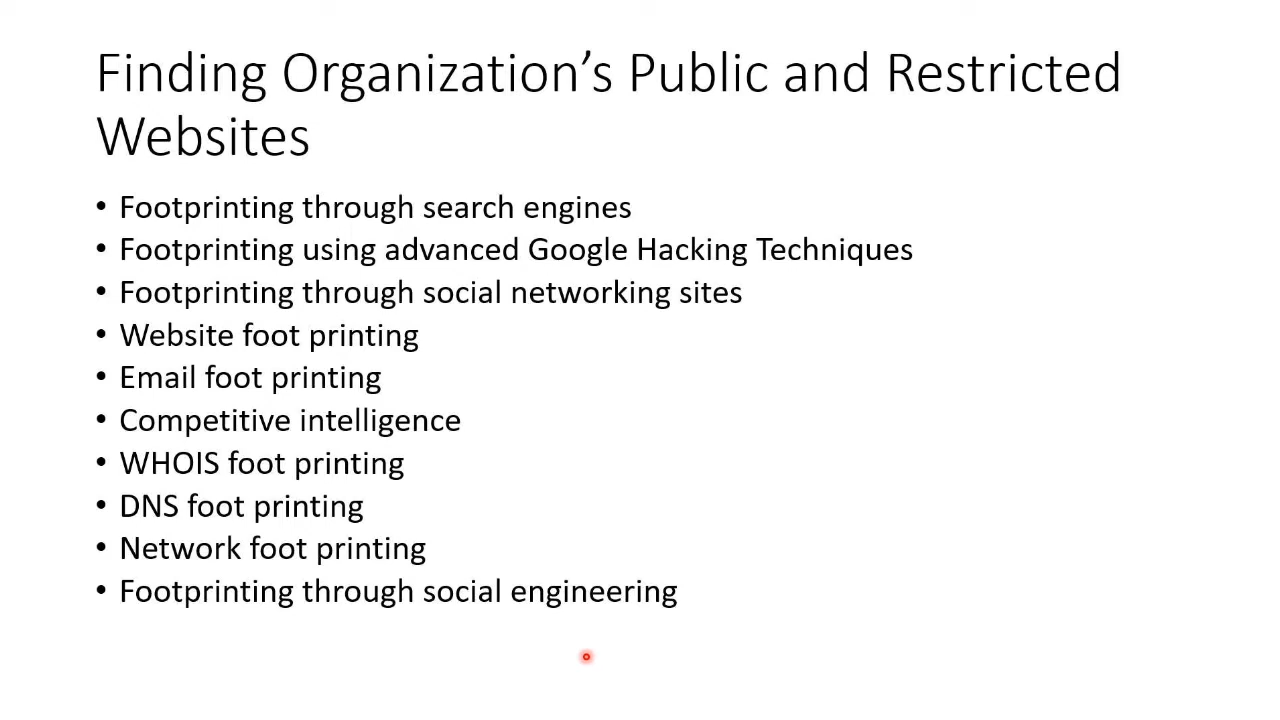 Finding Organization’s Public and Restricted
Websites
• Footprinting through search engines
• Footprinting using advanced Google Hacking Techniques
• Footprinting through social networking sites
• Website foot printing
• Email foot printing
• Competitive intelligence
• WHOIS foot printing
• DNS foot printing
• Network foot printing
• Footprinting through social engineering